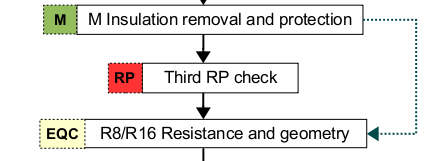 M M Insulation removal and protection
RP Third RP check
EQC R8/R16 Resistance and geometry